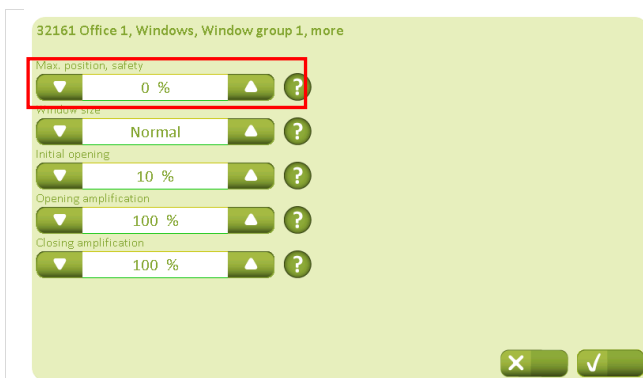 32161 Office 1, Windows, Window group 1, more
Max. position, safety
0 %
?
Window size
Normal
?
Initial opening
10 %
?
Opening amplification
100 %
?
Closing amplification
100 %
?